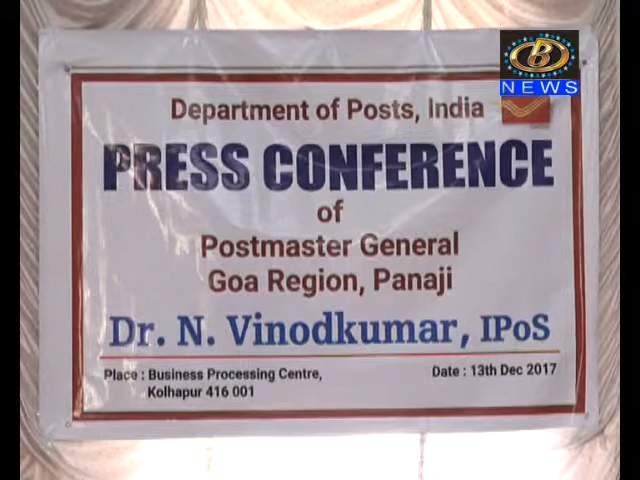 B
NEWS
Department of Posts, India
PRESS CONFERENCE
of
Postmaster General
Goa Region, Panaji
Dr. N. Vinodkumar, IPoS
Place : Business Processing Centre,
Kolhapur 416 001
Date : 13th Dec 2017